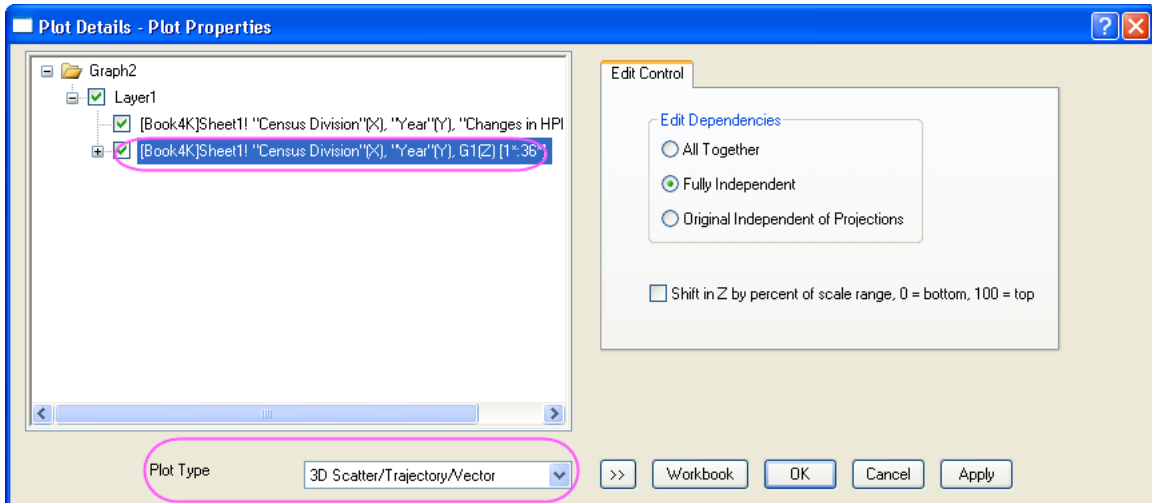 Plot Details - Plot Properties
Graph2
Layer1
[Book4K]Sheet1! "Census Division"(X), "Year"(Y), "Changes in HPI
[Book4K]Sheet1! "Census Division"(X), "Year"(Y), G1(Z) [1*:36*]
Plot Type
3D Scatter/Trajectory/Vector
Edit Control
Edit Dependencies
All Together
Fully Independent
Original Independent of Projections
Shift in Z by percent of scale range, 0 = bottom, 100 = top
>>
Workbook
OK
Cancel
Apply